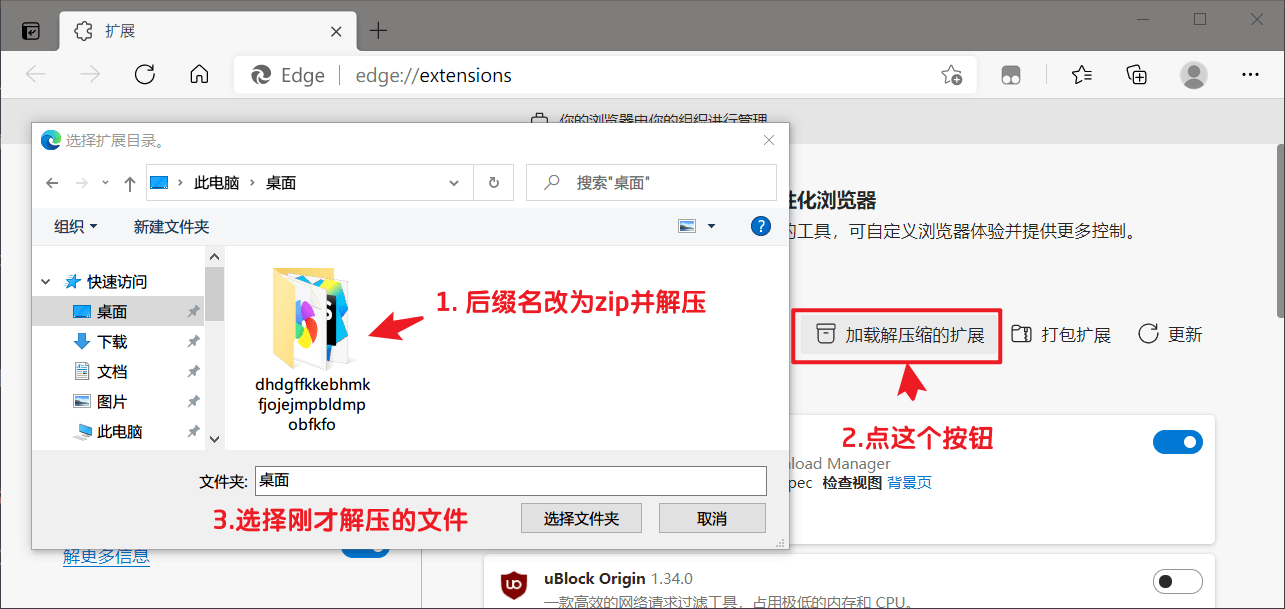 扩展
Edge
edge://extensions
你的浏览器由你的组织进行管理
选择扩展目录。
此电脑
桌面
搜索"桌面"
组织
新建文件夹
?
快速访问
桌面
下载
文档
图片
此电脑
dhdgffkkebhmk
fjojejmpbldmp
obfkfo
1. 后缀名改为zip并解压
文件夹:
桌面
3.选择刚才解压的文件
选择文件夹
取消
化浏览器
的工具，可自定义浏览器体验并提供更多控制。
加载解压缩的扩展
打包扩展
更新
2.点这个按钮
load Manager
pec 检查视图 背景页
解更多信息
uBlock Origin 1.34.0
一款高效的网络请求过滤工具，占用极低的内存和 CPU。